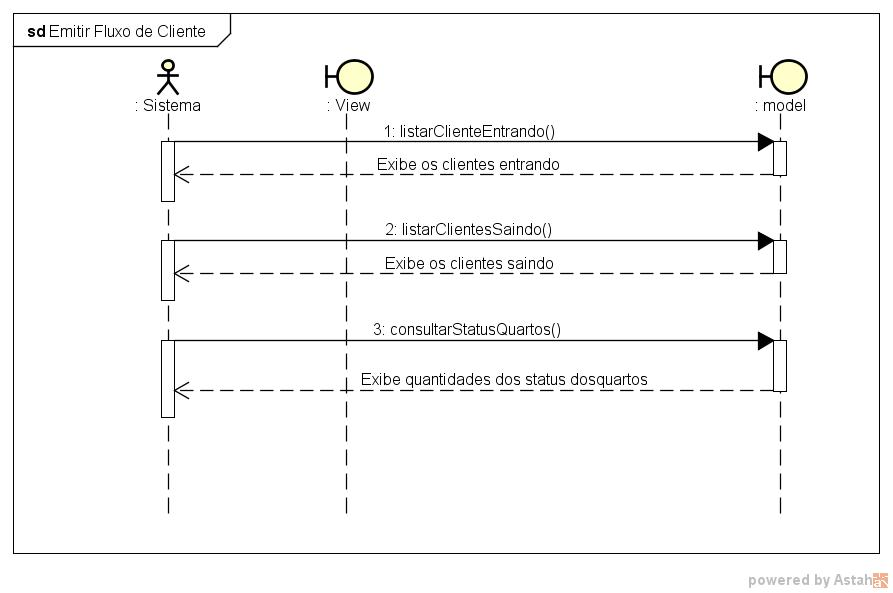 sd Emitir Fluxo de Cliente
: Sistema
: View
: model
1: listarClienteEntrando()
Exibe os clientes entrando
2: listarClientesSaindo()
Exibe os clientes saindo
3: consultarStatusQuartos()
Exibe quantidades dos status dosquartos
powered by Astah